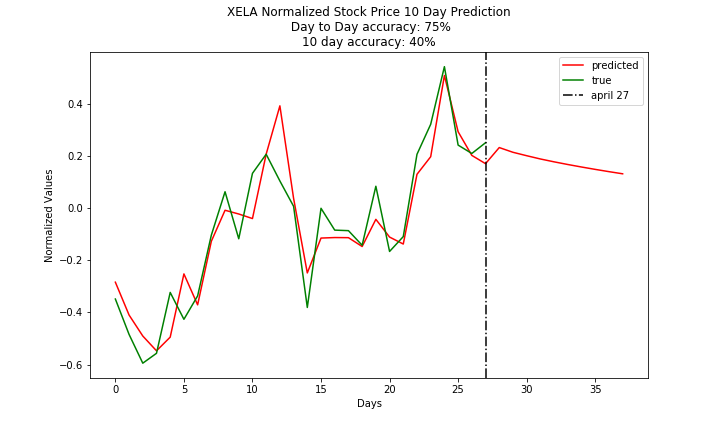 XELA Normalized Stock Price 10 Day Prediction
Day to Day accuracy: 75%
10 day accuracy: 40%
predicted
true
april 27
Normalized Values
0.4
0.2
0.0
−0.2
−0.4
−0.6
0 5 10 15 20 25 30 35
Days